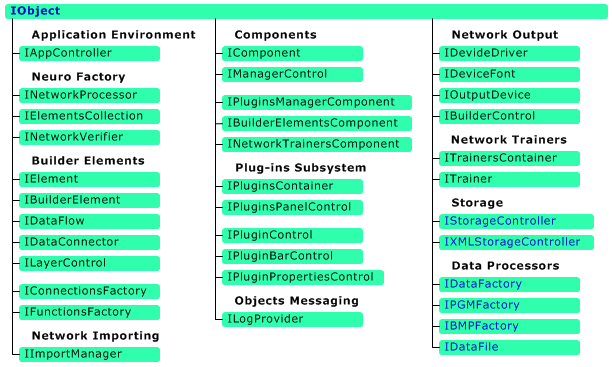 IObject
Application Environment
IAppController
Neuro Factory
INetworkProcessor
IElementsCollection
INetworkVerifier
Builder Elements
IElement
IBuilderElement
IDataFlow
IDataConnector
ILayerControl
IConnectionsFactory
IFunctionsFactory
Network Importing
IImportManager
Components
IComponent
IManagerControl
IPluginsManagerComponent
IBuilderElementsComponent
INetworkTrainersComponent
Plug-ins Subsystem
IPluginsContainer
IPluginsPanelControl
IPluginControl
IPluginBarControl
IPluginPropertiesControl
Objects Messaging
ILogProvider
Network Output
IDevideDriver
IDeviceFont
IOutputDevice
IBuilderControl
Network Trainers
ITrainersContainer
ITrainer
Storage
IStorageController
IXMLStorageController
Data Processors
IDataFactory
IPGMFactory
IBMPFactory
IDataFile